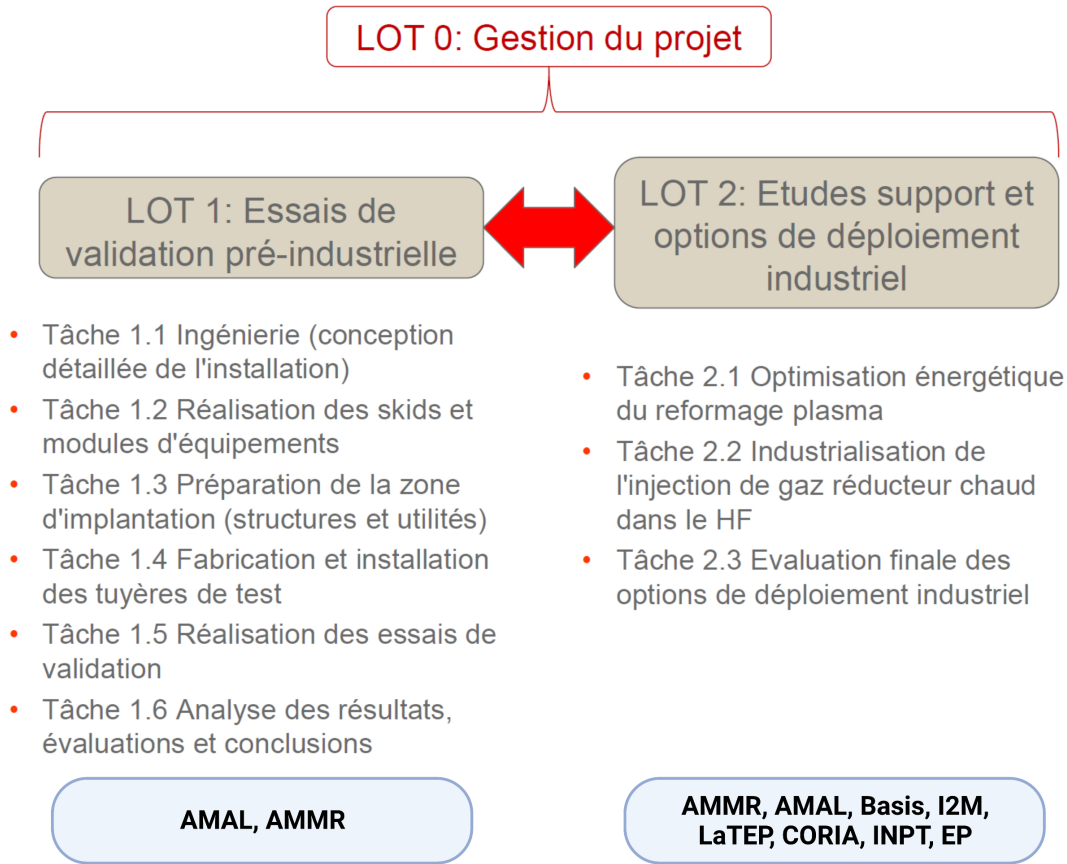 LOT 0: Gestion du projet
LOT 1: Essais de
validation pré-industrielle
• Tâche 1.1 Ingénierie (conception
détaillée de l'installation)
• Tâche 1.2 Réalisation des skids et
modules d'équipements
• Tâche 1.3 Préparation de la zone
d'implantation (structures et utilités)
• Tâche 1.4 Fabrication et installation
des tuyères de test
• Tâche 1.5 Réalisation des essais de
validation
• Tâche 1.6 Analyse des résultats,
évaluations et conclusions
AMAL, AMMR
LOT 2: Etudes support et
options de déploiement
industriel
• Tâche 2.1 Optimisation énergétique
du reformage plasma
• Tâche 2.2 Industrialisation de
l'injection de gaz réducteur chaud
dans le HF
• Tâche 2.3 Evaluation finale des
options de déploiement industriel
AMMR, AMAL, Basis, I2M,
LaTEP, CORIA, INPT, EP